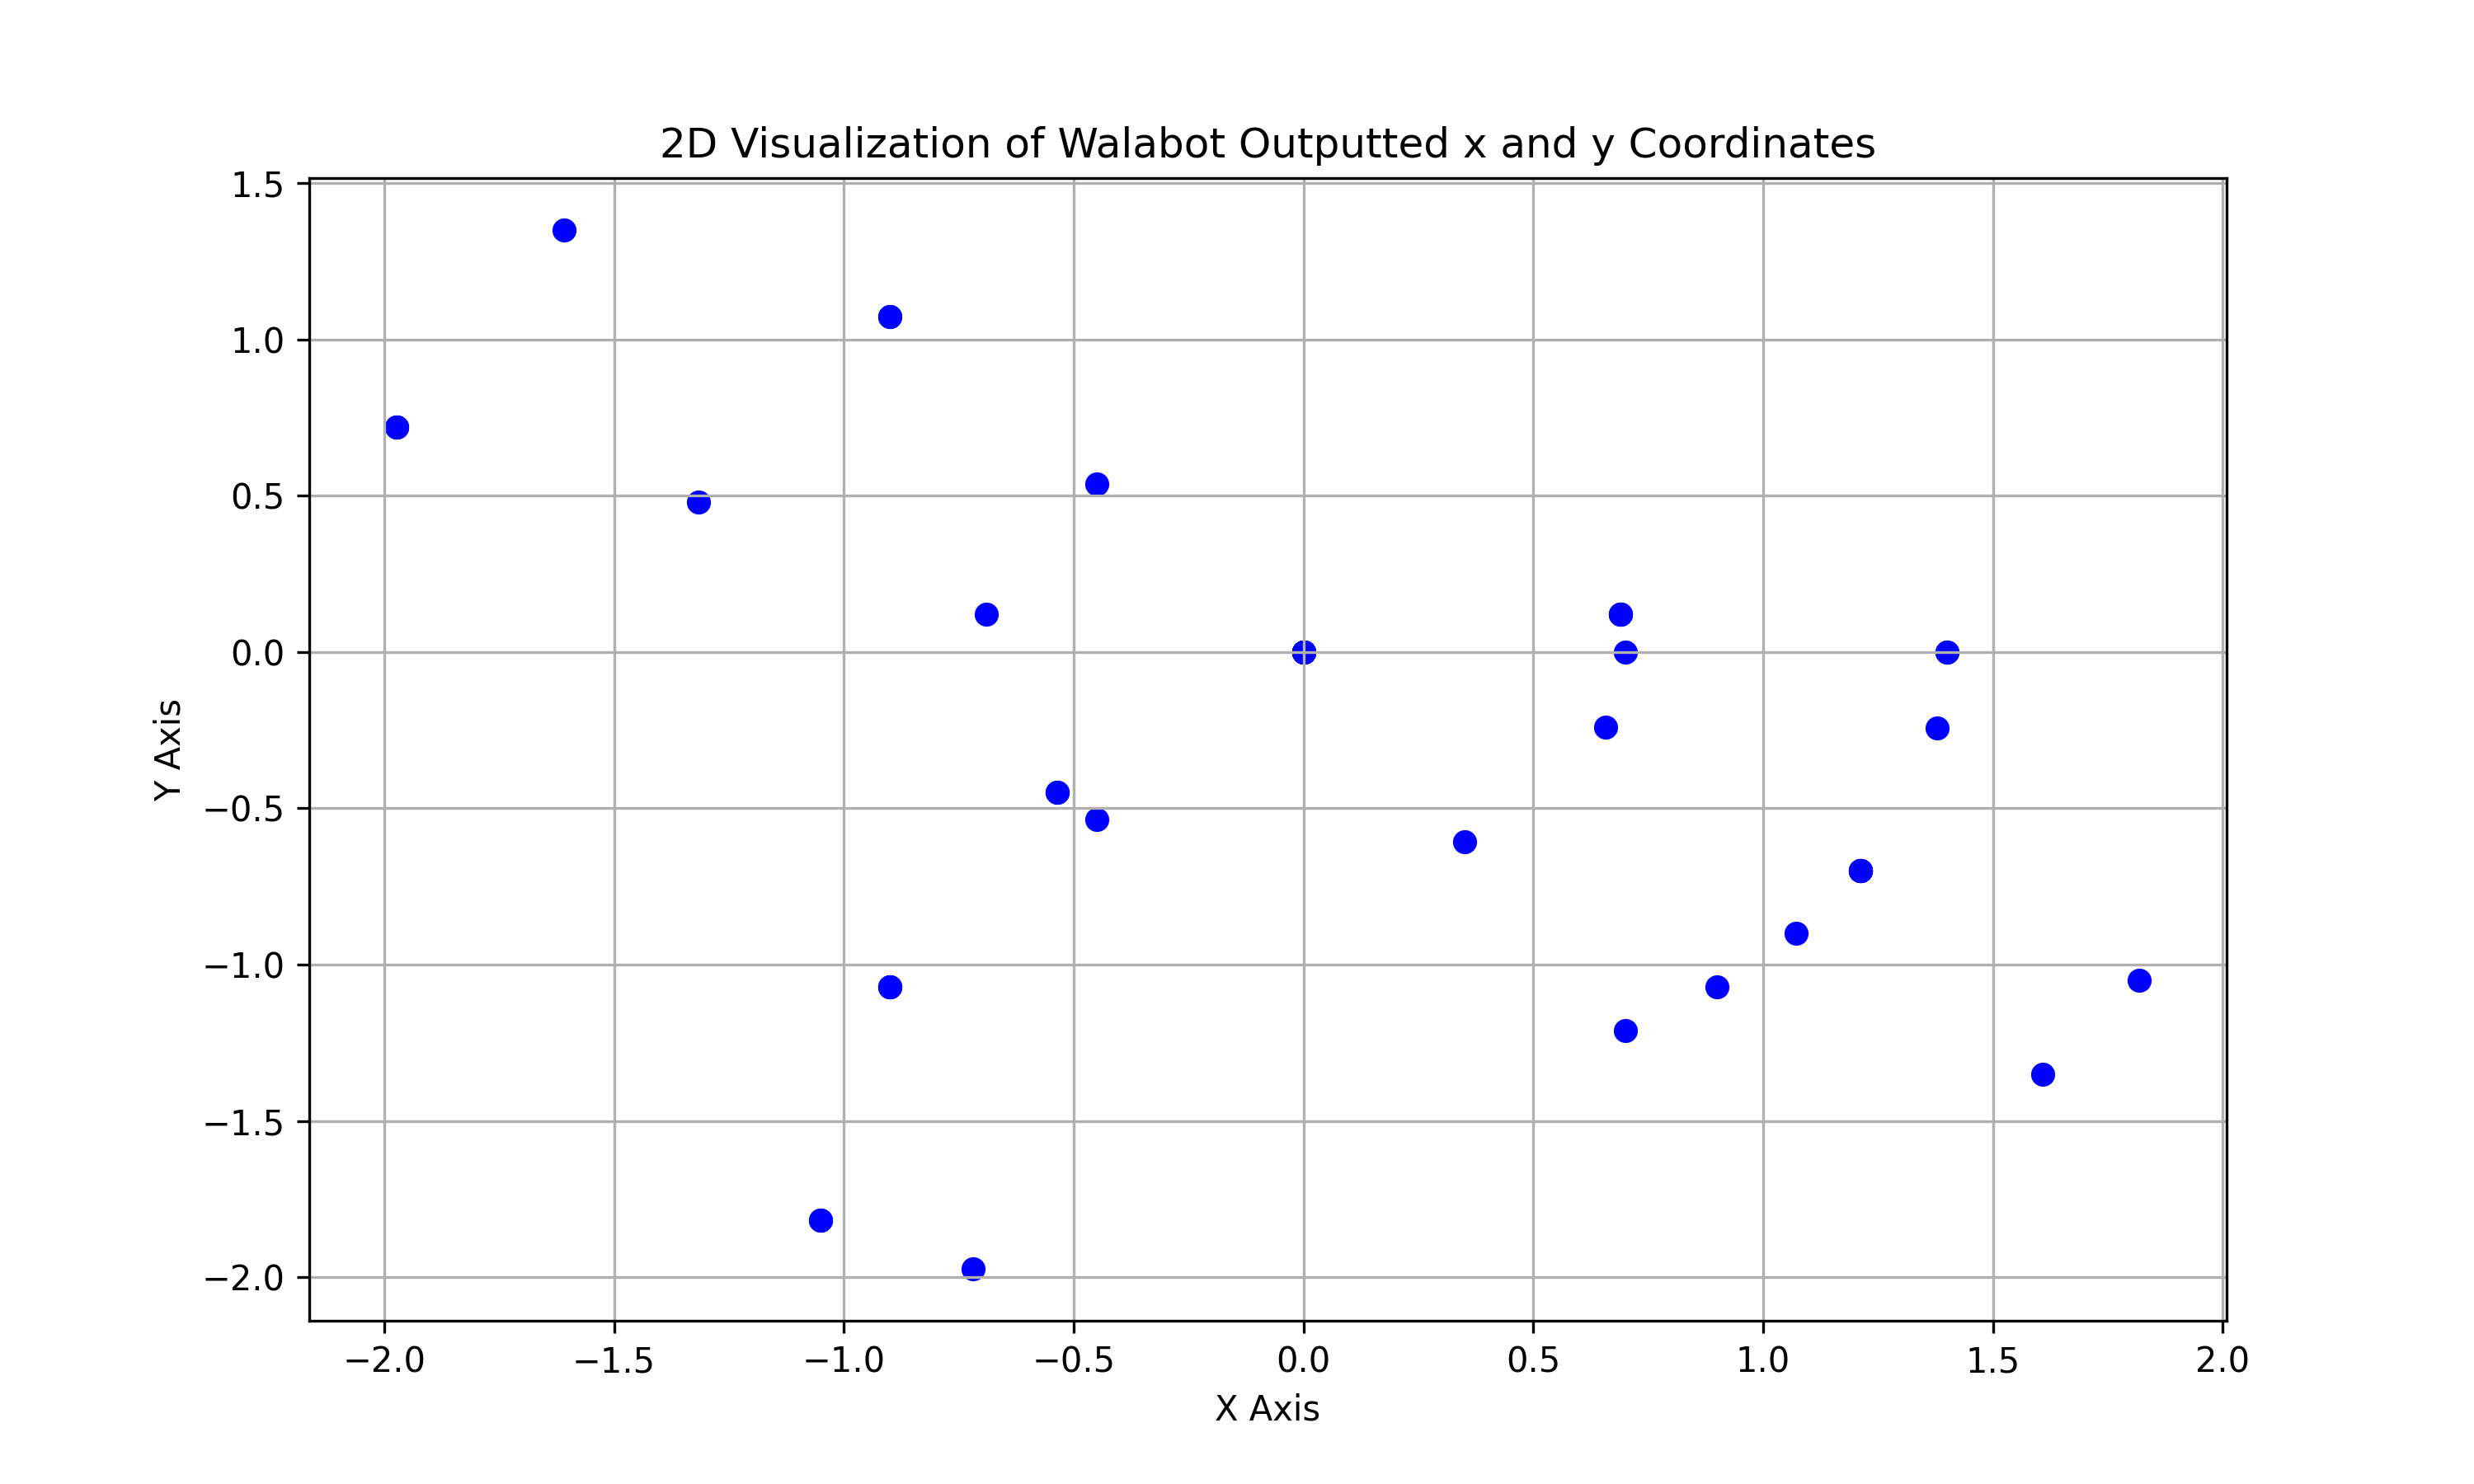 2D Visualization of Walabot Outputted x and y Coordinates
1.5
1.0
0.5
0.0
−0.5
−1.0
−1.5
−2.0
Y Axis
−2.0 −1.5 −1.0 −0.5 0.0 0.5 1.0 1.5 2.0
X Axis